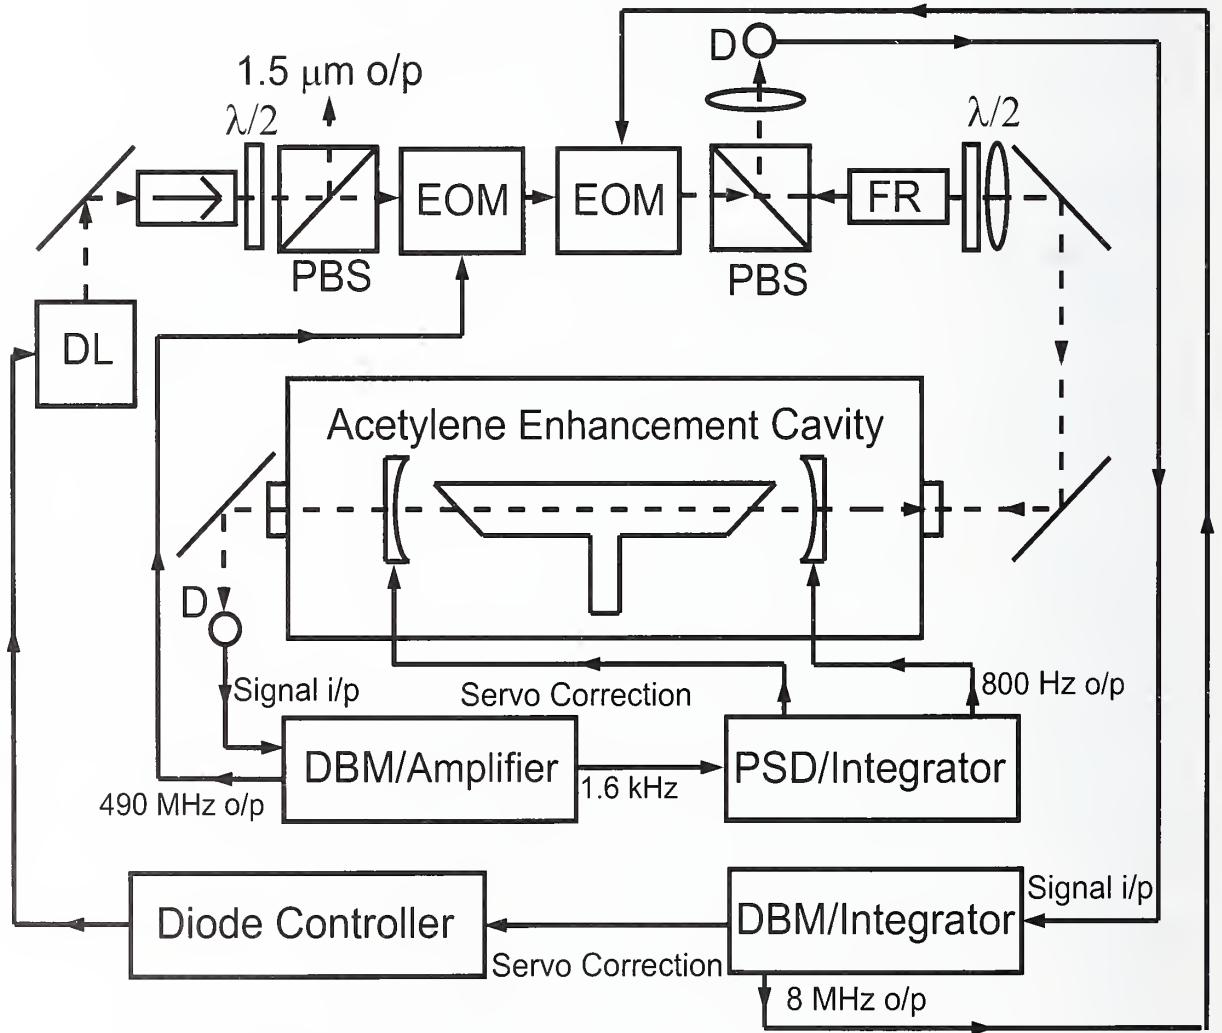 D
1.5 μm o/p
λ/2
λ/2
EOM
EOM
FR
PBS
PBS
DL
Acetylene Enhancement Cavity
D
Signal i/p
Servo Correction
800 Hz o/p
DBM/Amplifier
PSD/Integrator
1.6 kHz
490 MHz o/p
Diode Controller
DBM/Integrator
Signal i/p
Servo Correction
8 MHz o/p